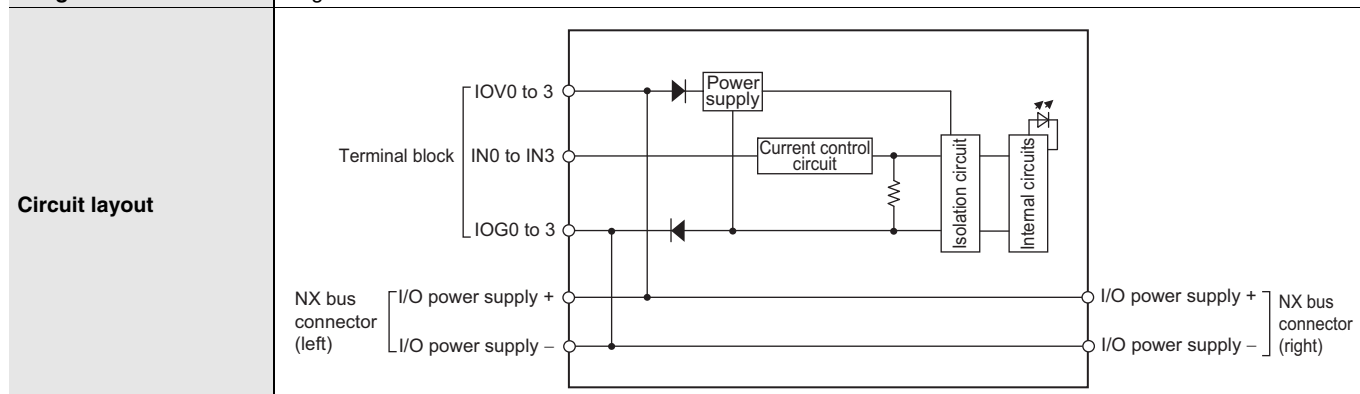 Circuit layout
Terminal block
IOV0 to 3
IN0 to IN3
IOG0 to 3
Power
supply
Current control
circuit
Isolation circuit
Internal circuits
NX bus
connector
(left)
I/O power supply +
I/O power supply −
I/O power supply +
I/O power supply −
NX bus
connector
(right)